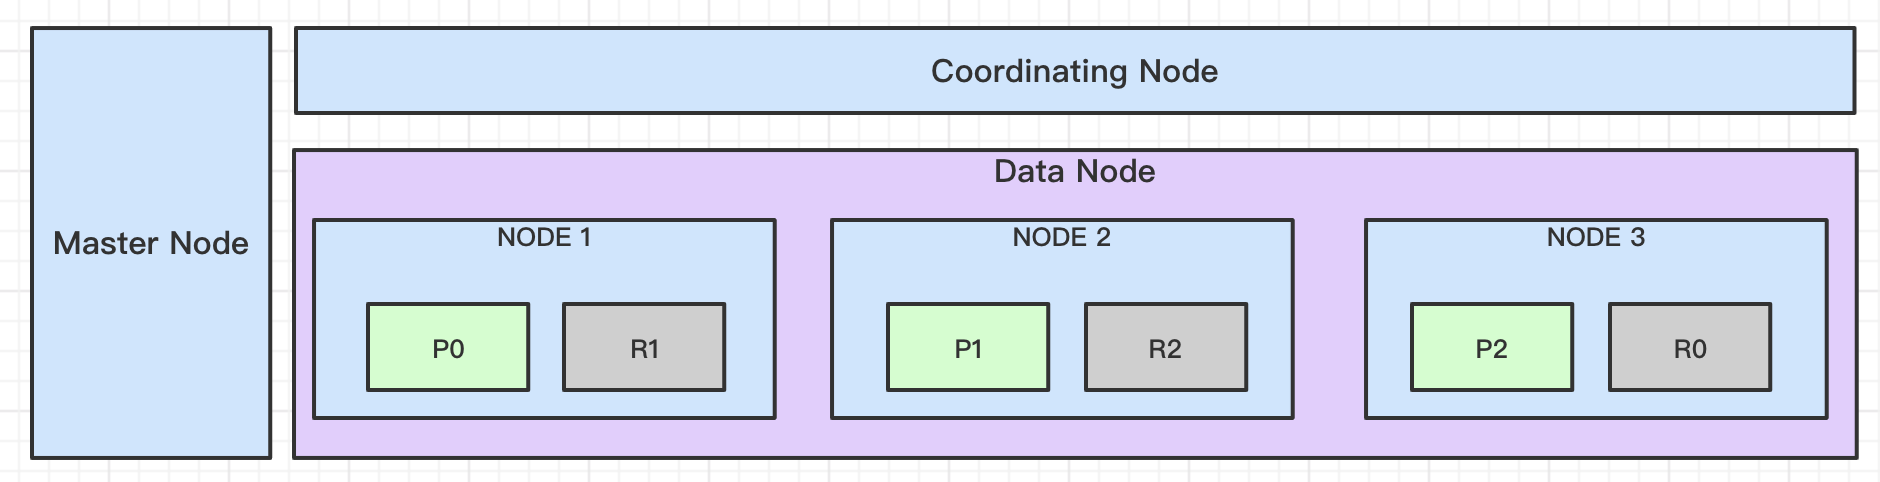 Master Node
Coordinating Node
Data Node
NODE 1
P0
R1
NODE 2
P1
R2
NODE 3
P2
R0